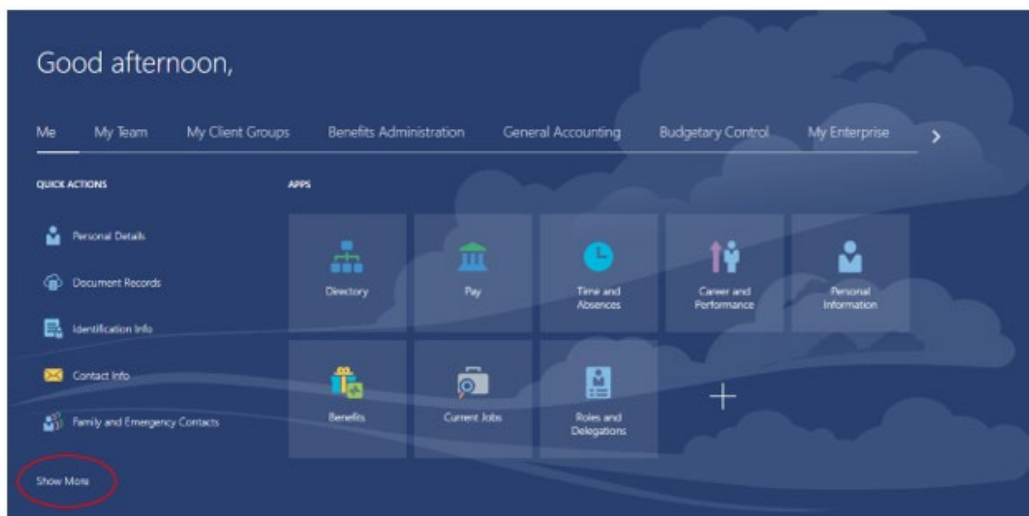 Good afternoon,
Me My Team My Client Groups Benefits Administration General Accounting Budgetary Control My Enterprise
QUICK ACTIONS
Personal Details
Document Records
Identification Info
Contact Info
Family and Emergency Contacts
Show More
APPS
Directory
Pay
Time and
Absences
Career and
Performance
Personal
Information
Benefits
Current Jobs
Roles and
Delegations